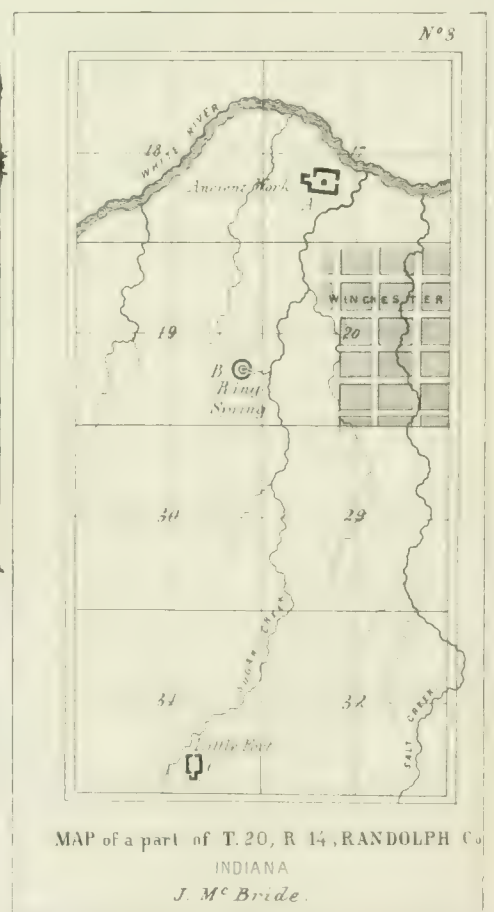 Nº 3
WHITE RIVER
18
17
Ancient Work
A
WINCHESTER
19
20
B
Ring
Spring
30
29
SUGAR CREEK
31
32
SALT CREEK
Little Fort
MAP of a part of T. 20, R 14, RANDOLPH Co
INDIANA
J. McBride.